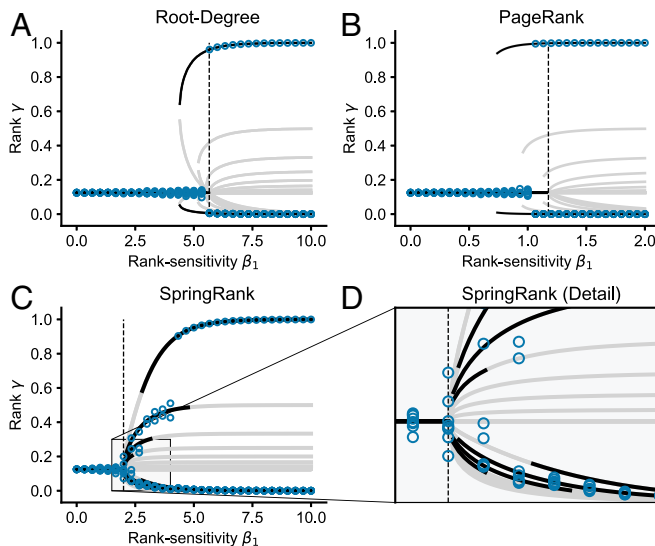 A
Root-Degree
Rank γ
1.0
0.8
0.6
0.4
0.2
0.0
0.0
2.5
5.0
7.5
10.0
Rank-sensitivity β₁
B
PageRank
Rank γ
1.0
0.8
0.6
0.4
0.2
0.0
0.0
0.5
1.0
1.5
2.0
Rank-sensitivity β₁
C
SpringRank
Rank γ
1.0
0.8
0.6
0.4
0.2
0.0
0.0
2.5
5.0
7.5
10.0
Rank-sensitivity β₁
D
SpringRank (Detail)